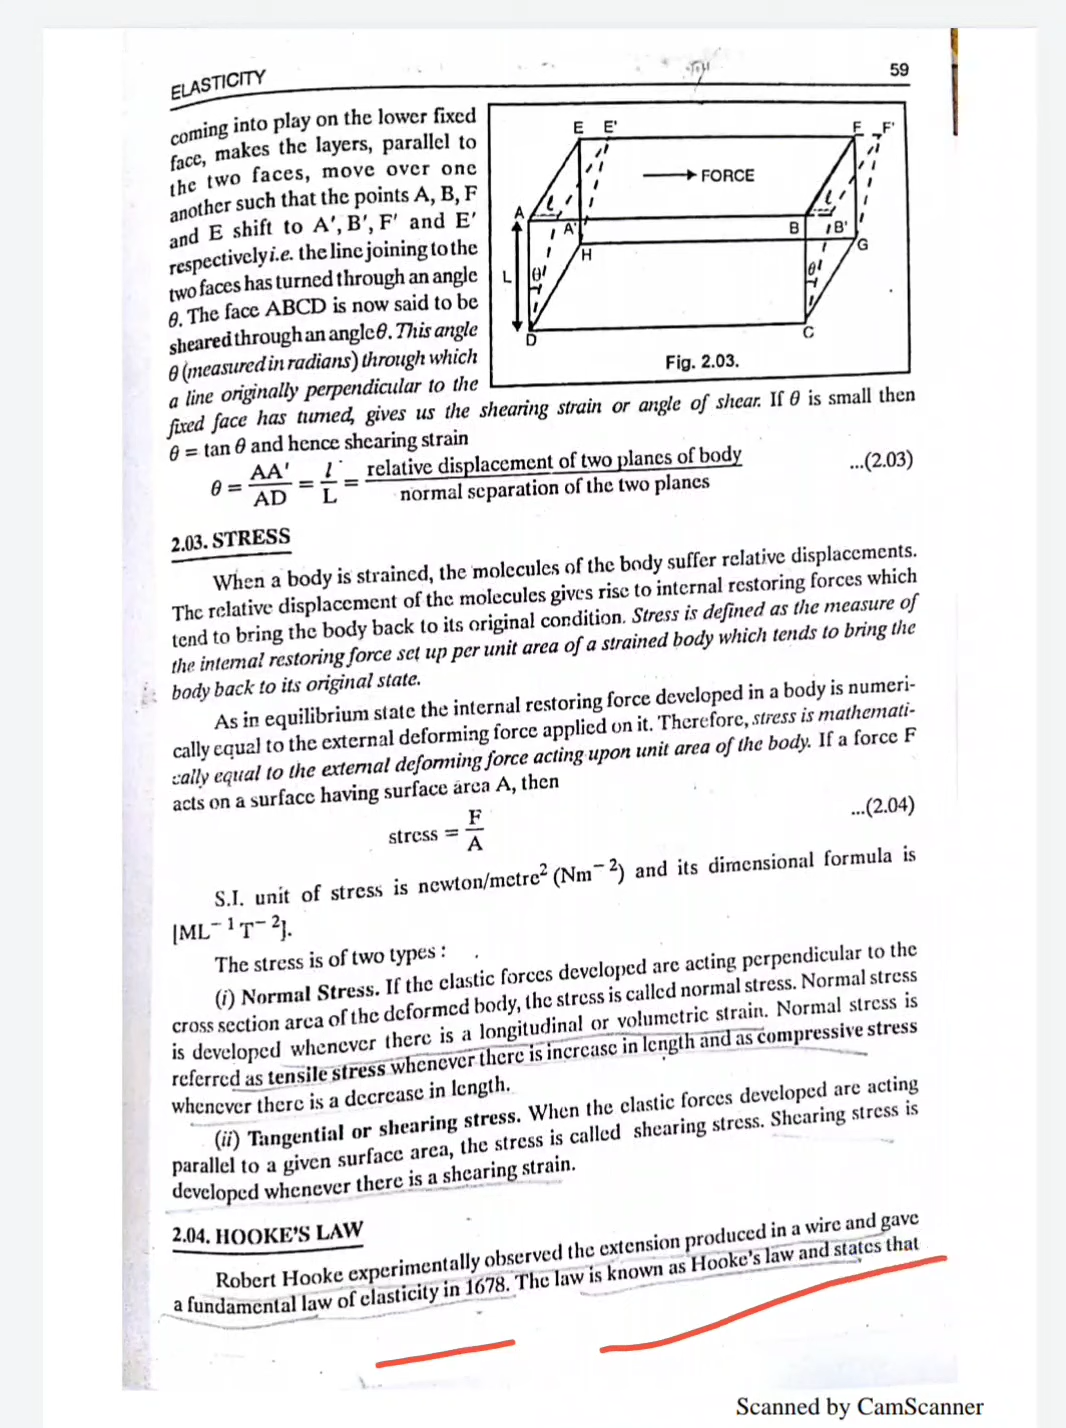 ELASTICITY
59
coming into play on the lower fixed
face, makes the layers, parallel to
the two faces, move over one
another such that the points A, B, F
and E shift to A', B', F' and E'
respectively i.e. the line joining to the
two faces has turned through an angle
θ. The face ABCD is now said to be
sheared through an angle θ. This angle
θ (measured in radians) through which
a line originally perpendicular to the
E E' F F'
FORCE
A l A' B l B'
H G
L θ θ
D C
Fig. 2.03.
fixed face has turned, gives us the shearing strain or angle of shear. If θ is small then
θ = tan θ and hence shearing strain
θ = AA'/AD = l/L = relative displacement of two planes of body / normal separation of the two planes ...(2.03)
2.03. STRESS
When a body is strained, the molecules of the body suffer relative displacements.
The relative displacement of the molecules gives rise to internal restoring forces which
tend to bring the body back to its original condition. Stress is defined as the measure of
the internal restoring force set up per unit area of a strained body which tends to bring the
body back to its original state.
As in equilibrium state the internal restoring force developed in a body is numeri-
cally equal to the external deforming force applied on it. Therefore, stress is mathemati-
cally equal to the external deforming force acting upon unit area of the body. If a force F
acts on a surface having surface area A, then
stress = F/A ...(2.04)
S.I. unit of stress is newton/metre² (Nm⁻²) and its dimensional formula is
[ML⁻¹T⁻²].
The stress is of two types :
(i) Normal Stress. If the elastic forces developed are acting perpendicular to the
cross section area of the deformed body, the stress is called normal stress. Normal stress
is developed whenever there is a longitudinal or volumetric strain. Normal stress is
referred as tensile stress whenever there is increase in length and as compressive stress
whenever there is a decrease in length.
(ii) Tangential or shearing stress. When the elastic forces developed are acting
parallel to a given surface area, the stress is called shearing stress. Shearing stress is
developed whenever there is a shearing strain.
2.04. HOOKE'S LAW
Robert Hooke experimentally observed the extension produced in a wire and gave
a fundamental law of elasticity in 1678. The law is known as Hooke's law and states that
Scanned by CamScanner